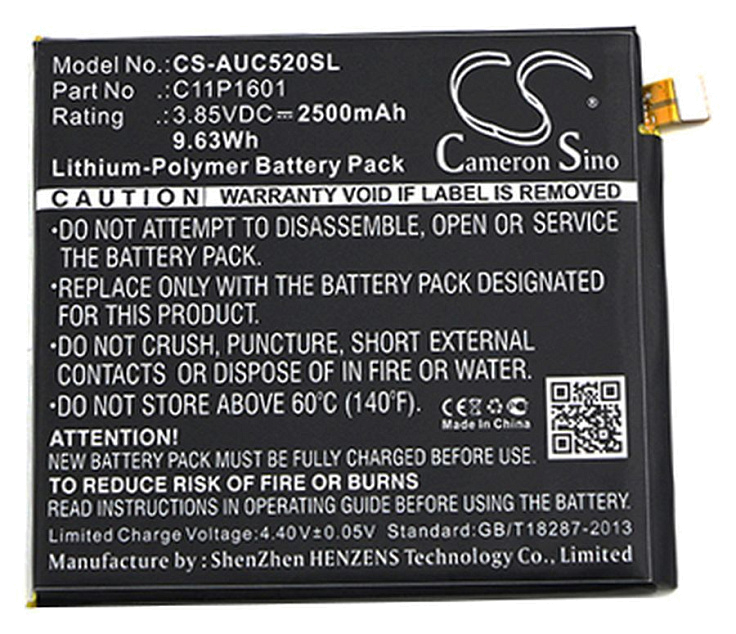 Model No.: CS-AUC520SL
Part No .: C11P1601
Rating .: 3.85VDC⎓2500mAh
9.63Wh
Lithium-Polymer Battery Pack
CS
®
Cameron Sino
CAUTION WARRANTY VOID IF LABEL IS REMOVED
•DO NOT ATTEMPT TO DISASSEMBLE, OPEN OR SERVICE
THE BATTERY PACK.
•REPLACE ONLY WITH THE BATTERY PACK DESIGNATED
FOR THIS PRODUCT.
•DO NOT CRUSH, PUNCTURE, SHORT EXTERNAL
CONTACTS OR DISPOSE OF IN FIRE OR WATER.
•DO NOT STORE ABOVE 60°C (140°F).
CE
Made In China
ATTENTION!
NEW BATTERY PACK MUST BE FULLY CHARGED BEFORE USE.
TO REDUCE RISK OF FIRE OR BURNS
READ INSTRUCTIONS IN OPERATING GUIDE BEFORE USING THE BATTERY.
Limited Charge Voltage:4.40V±0.05V Standard:GB/T18287-2013
Manufacture by : ShenZhen HENZENS Technology Co., Limited